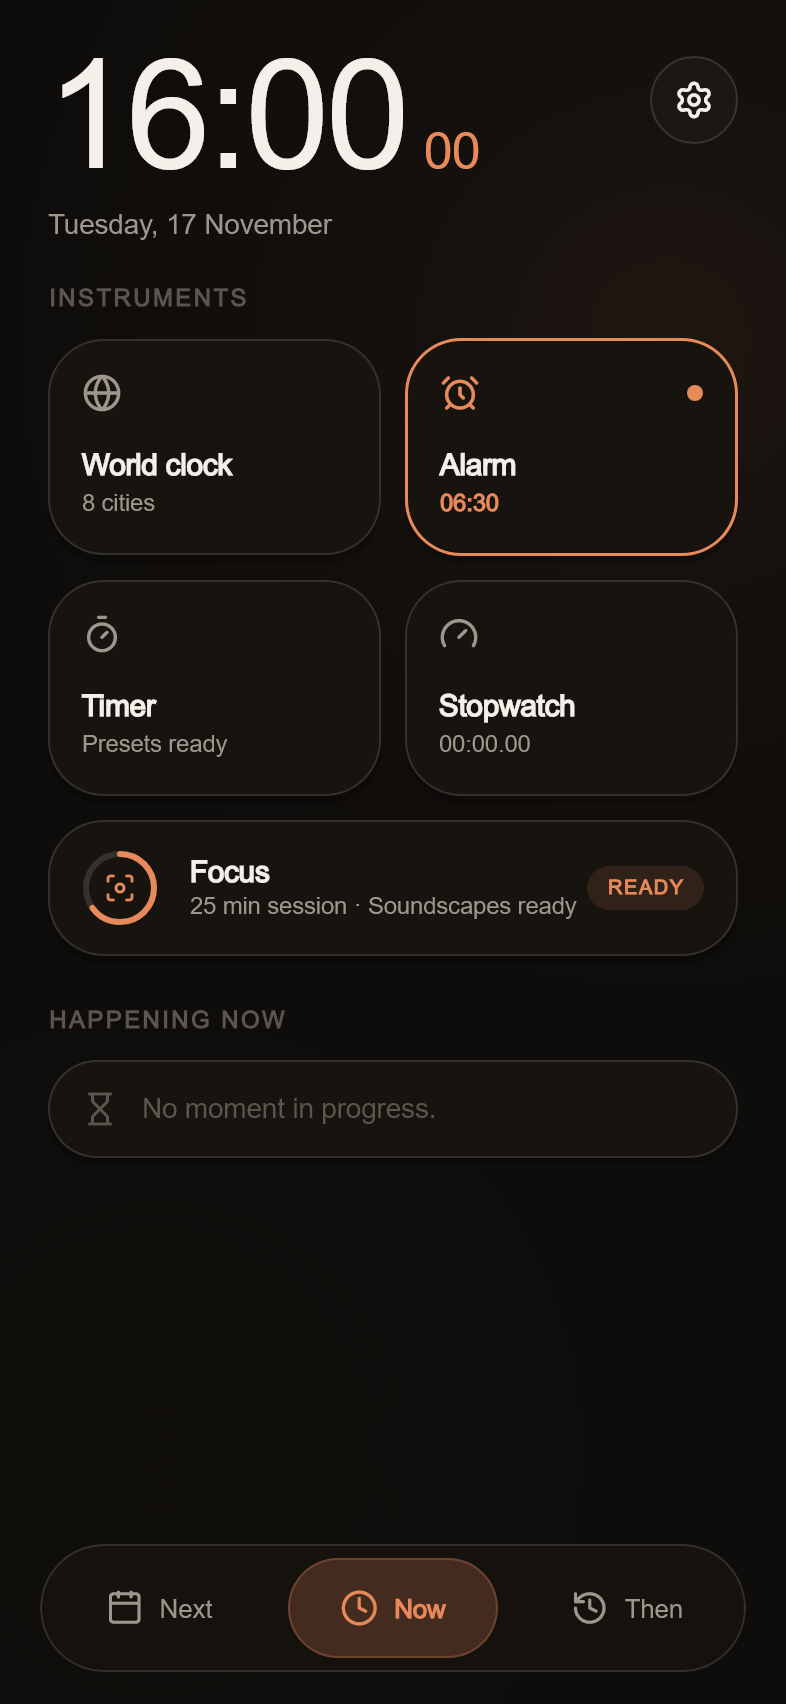 16:00 00
Tuesday, 17 November
INSTRUMENTS
World clock
8 cities
Alarm
06:30
Timer
Presets ready
Stopwatch
00:00.00
Focus
25 min session · Soundscapes ready
READY
HAPPENING NOW
No moment in progress.
Next
Now
Then